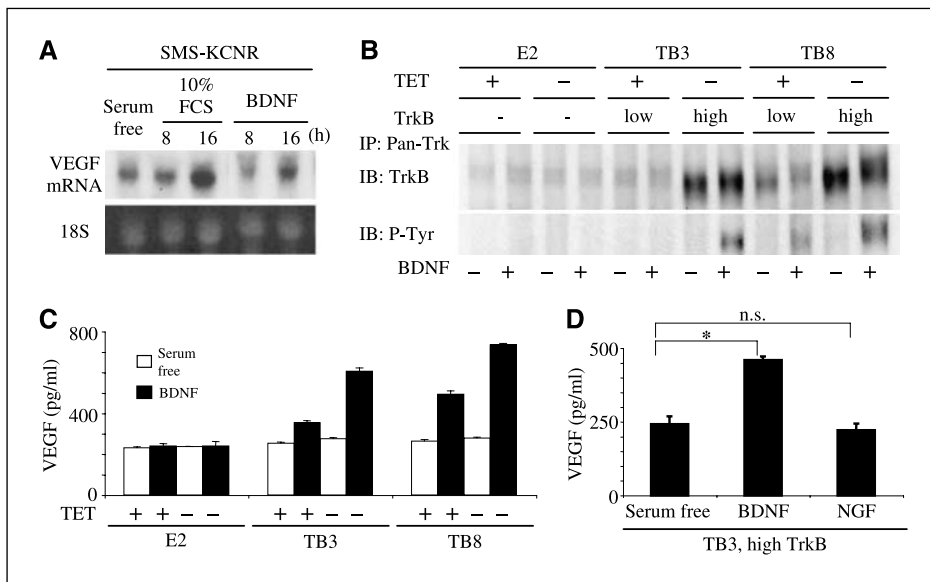 A
SMS-KCNR
Serum free
10% FCS
BDNF
8 16 8 16 (h)
VEGF mRNA
18S
B
E2 TB3 TB8
TET + – + – + –
TrkB - - low high low high
IP: Pan-Trk
IB: TrkB
IB: P-Tyr
BDNF – + – + – + – + – + – +
C
800
600
400
200
0
VEGF (pg/ml)
Serum free
BDNF
TET + + – – + + – – + + – –
E2 TB3 TB8
D
n.s.
*
500
250
0
VEGF (pg/ml)
Serum free BDNF NGF
TB3, high TrkB